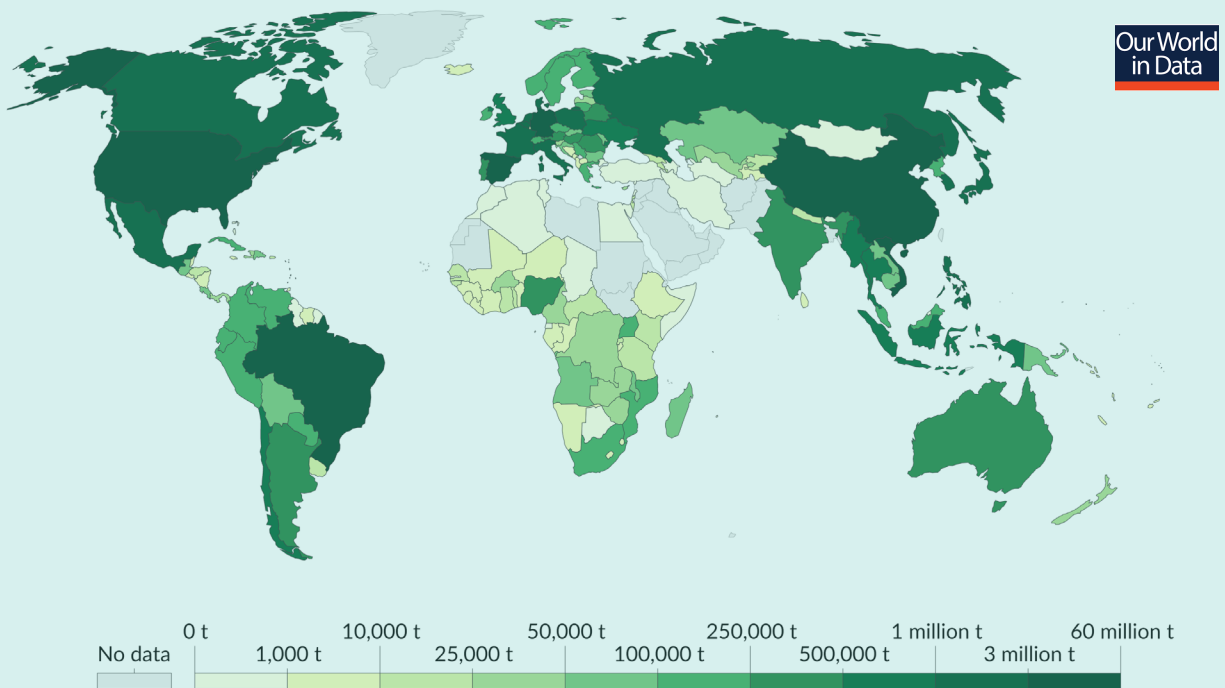 Our World
in Data
0 t 10,000 t 50,000 t 250,000 t 1 million t 60 million t
No data 1,000 t 25,000 t 100,000 t 500,000 t 3 million t